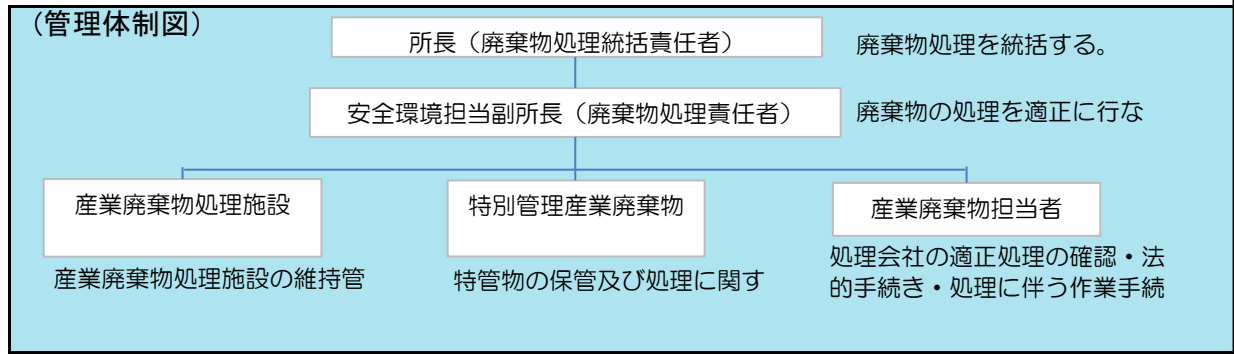 （管理体制図）
所長（廃棄物処理統括責任者）
廃棄物処理を統括する。
安全環境担当副所長（廃棄物処理責任者）
廃棄物の処理を適正に行な
産業廃棄物処理施設
特別管理産業廃棄物
産業廃棄物担当者
産業廃棄物処理施設の維持管
特管物の保管及び処理に関す
処理会社の適正処理の確認・法
的手続き・処理に伴う作業手続